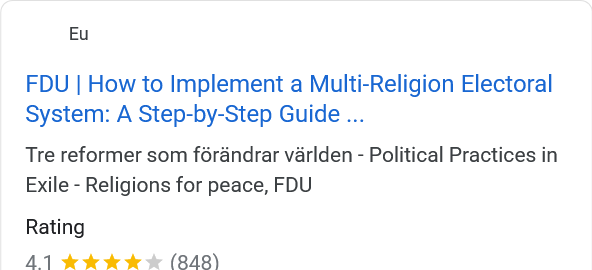 Eu
FDU | How to Implement a Multi-Religion Electoral
System: A Step-by-Step Guide ...
Tre reformer som förändrar världen - Political Practices in
Exile - Religions for peace, FDU
Rating
4.1 ★★★★★ (848)